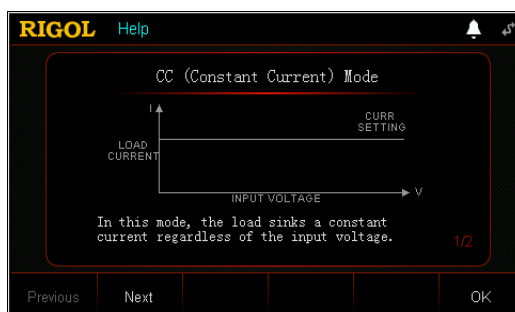 RIGOL Help
CC (Constant Current) Mode
I
CURR
SETTING
LOAD
CURRENT
INPUT VOLTAGE
V
In this mode, the load sinks a constant
current regardless of the input voltage.
1/2
Previous Next OK